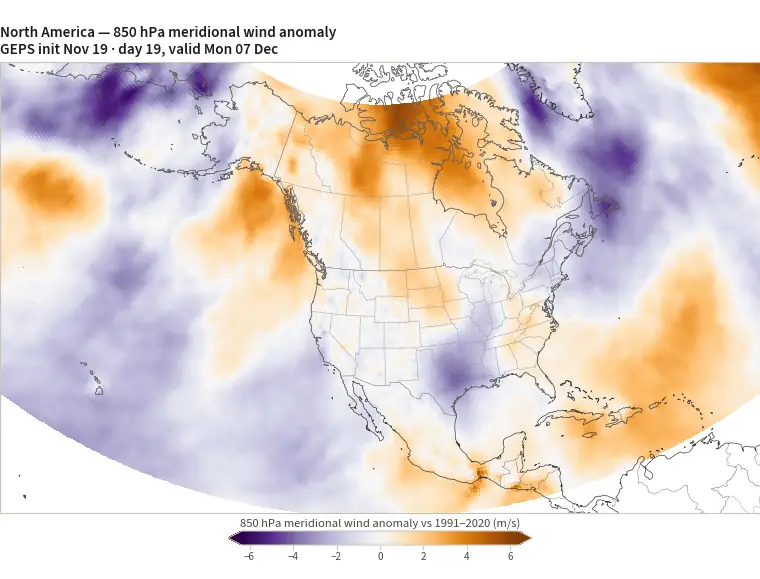 North America — 850 hPa meridional wind anomaly
GEPS init Nov 19 · day 19, valid Mon 07 Dec
850 hPa meridional wind anomaly vs 1991–2020 (m/s)
−6 −4 −2 0 2 4 6